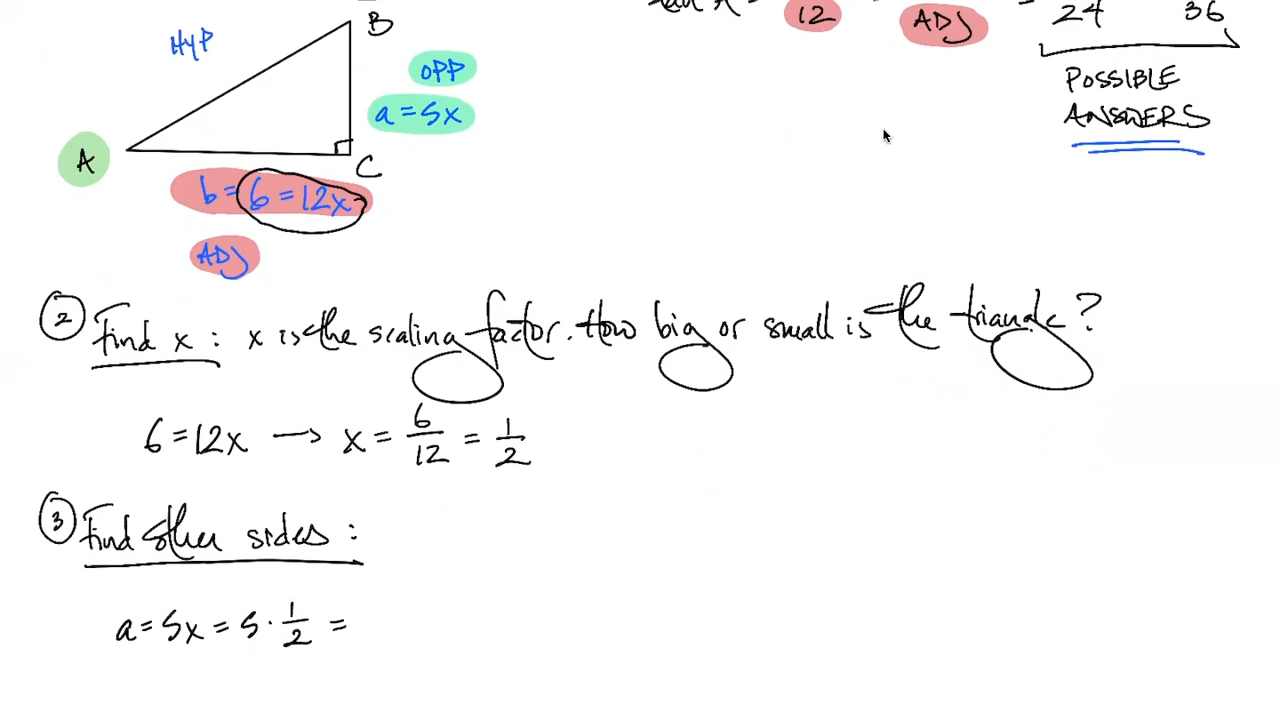 B
HYP
OPP
a = 5x
A
C
b = 6 = 12x
ADJ
A = 12 ADJ = 24 36
POSSIBLE
ANSWERS
② Find x : x is the scaling factor. How big or small is the triangle?
6 = 12x → x = 6/12 = 1/2
③ Find other sides :
a = 5x = 5 · 1/2 =